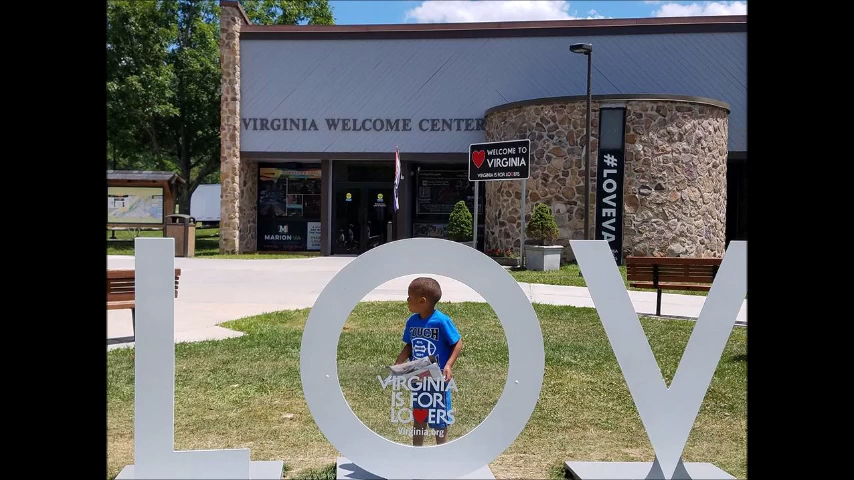 VIRGINIA WELCOME CENTER
WELCOME TO
VIRGINIA
VIRGINIA IS FOR LOVERS
#LOVEVA
MARION VA
L O V
VIRGINIA
IS FOR
LOVERS
virginia.org